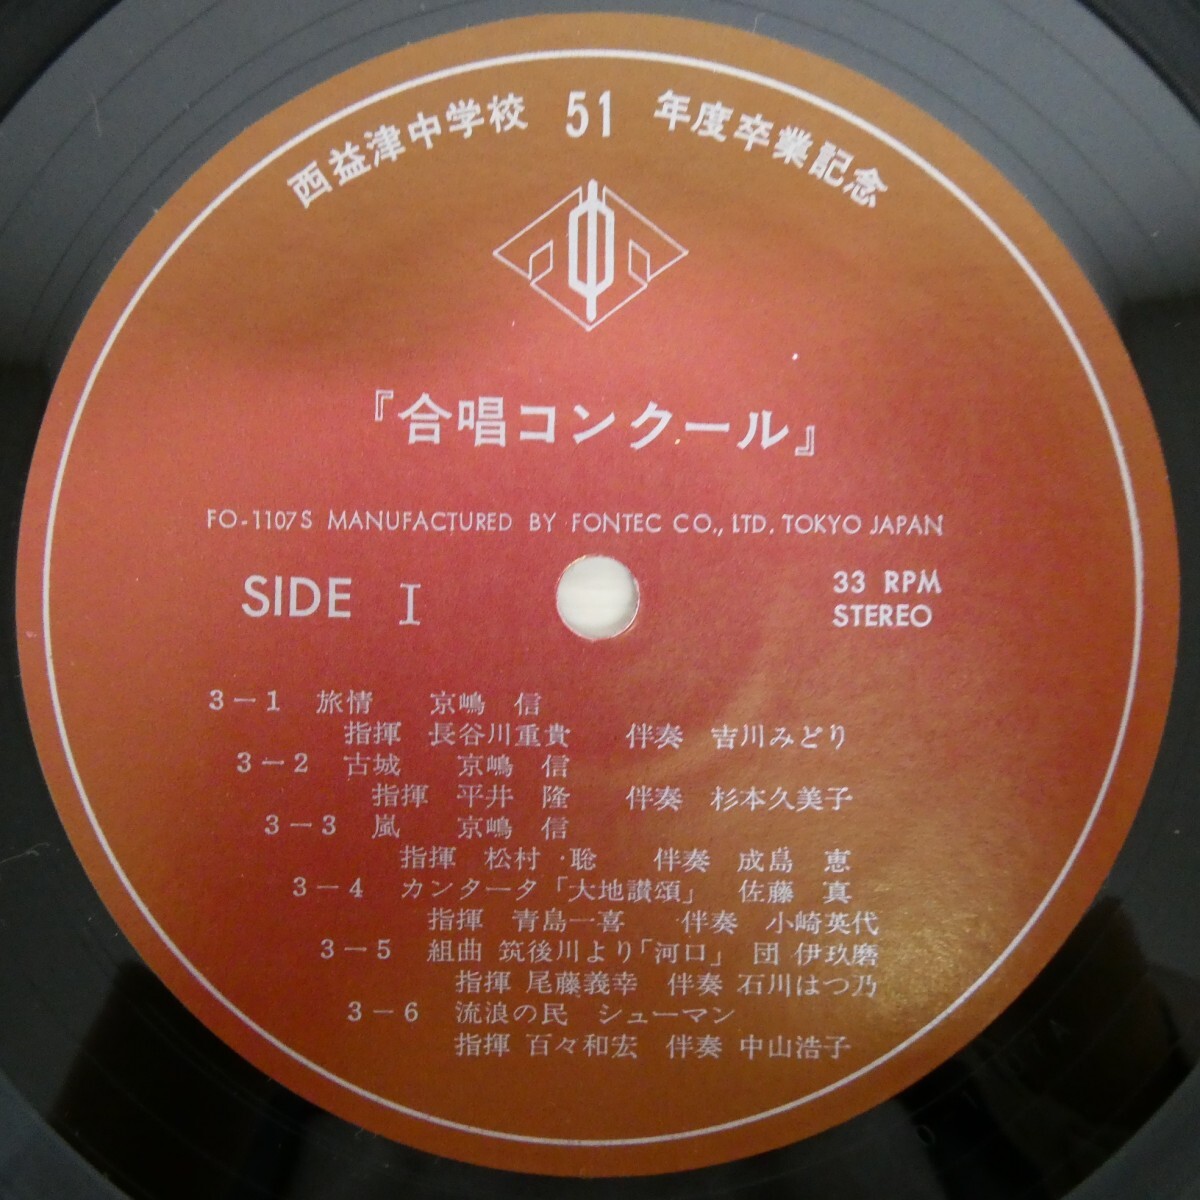 西益津中学校 51 年度卒業記念
『合唱コンクール』
FO-1107S MANUFACTURED BY FONTEC CO., LTD. TOKYO JAPAN
SIDE I
33 RPM
STEREO
3-1 旅情 京嶋 信
指揮 長谷川重貴 伴奏 吉川みどり
3-2 古城 京嶋 信
指揮 平井 隆 伴奏 杉本久美子
3-3 嵐 京嶋 信
指揮 松村 聡 伴奏 成島 恵
3-4 カンタータ「大地讃頌」 佐藤 真
指揮 青島一喜 伴奏 小崎英代
3-5 組曲 筑後川より「河口」 団 伊玖磨
指揮 尾藤義幸 伴奏 石川はつ乃
3-6 流浪の民 シューマン
指揮 百々和宏 伴奏 中山浩子